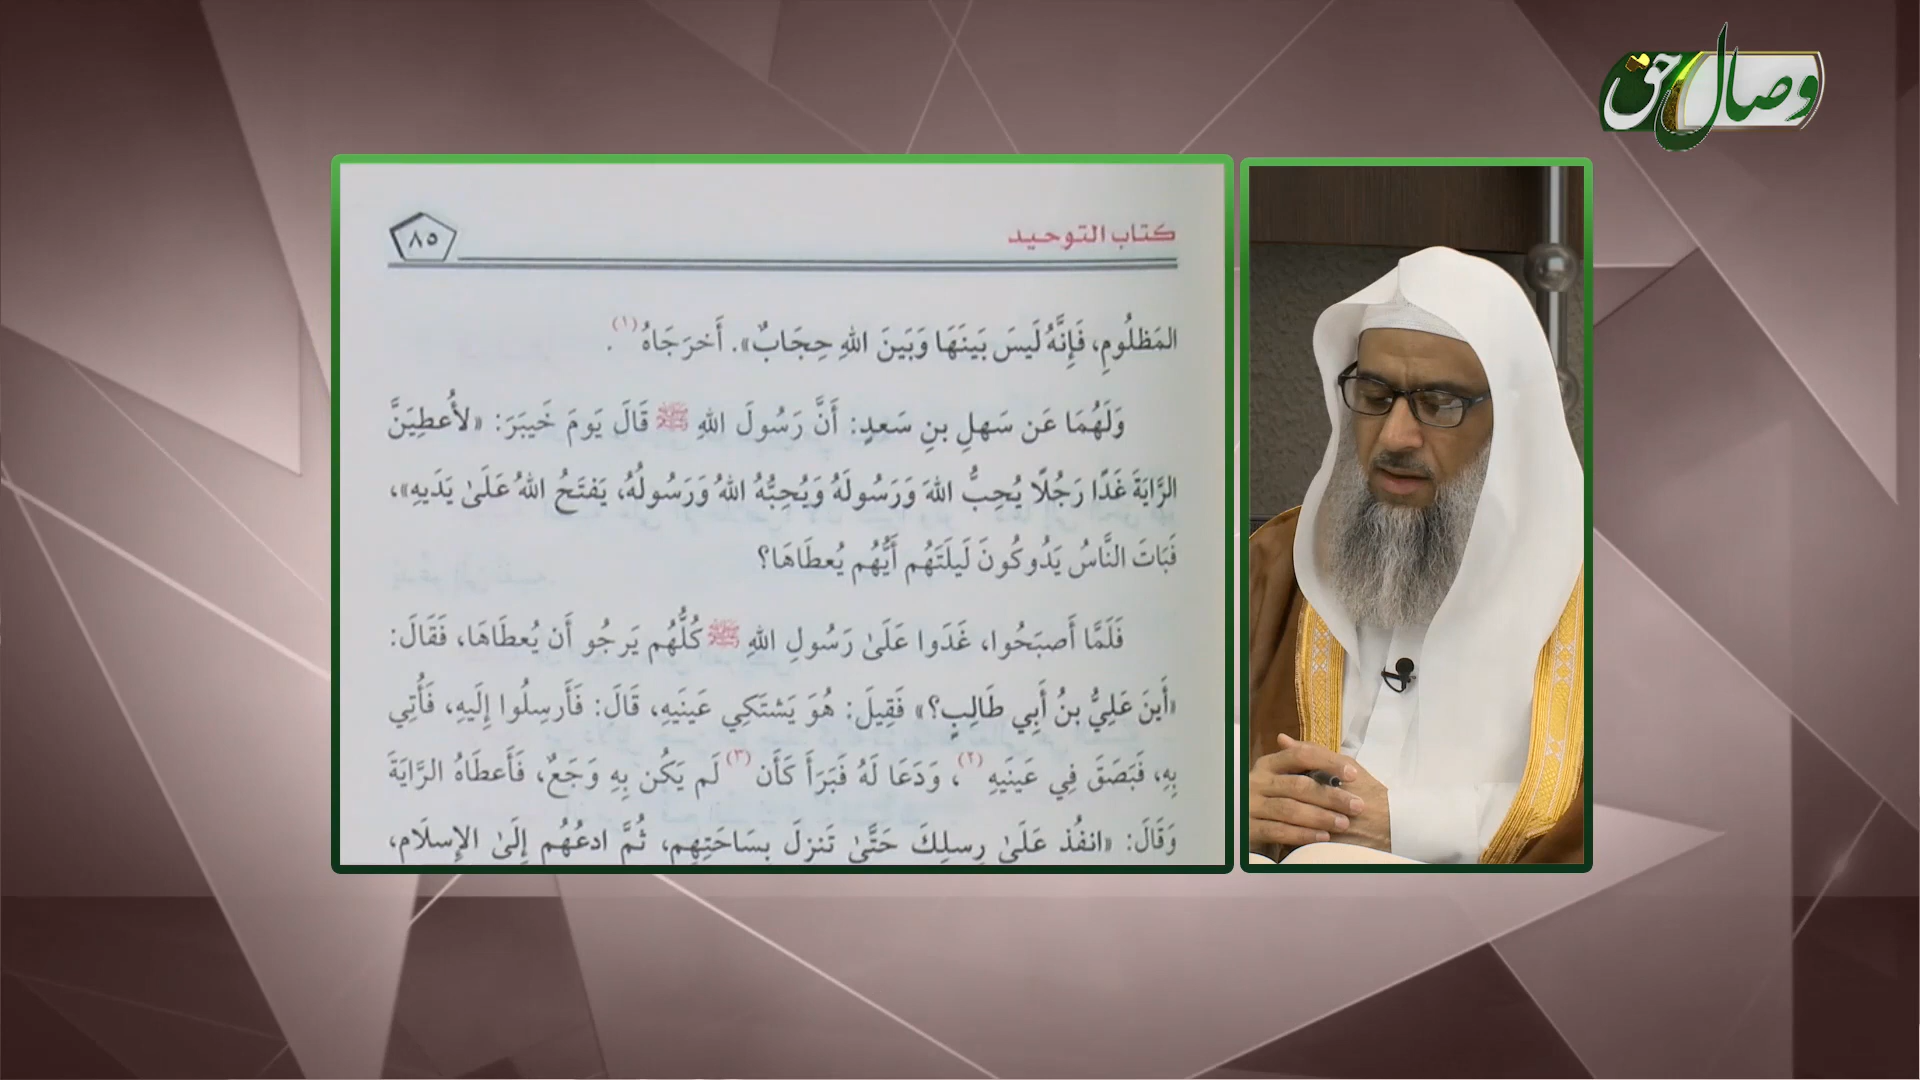 وصال حق
كتاب التوحيد
٨٥
المَظلُومِ، فَإِنَّهُ لَيسَ بَينَهَا وَبَينَ اللهِ حِجَابٌ». أَخرَجَاهُ(١).
وَلَهُمَا عَن سَهلِ بنِ سَعدٍ: أَنَّ رَسُولَ اللهِ ﷺ قَالَ يَومَ خَيبَرَ: «لأُعطِيَنَّ
الرَّايَةَ غَدًا رَجُلًا يُحِبُّ اللهَ وَرَسُولَهُ وَيُحِبُّهُ اللهُ وَرَسُولُهُ، يَفتَحُ اللهُ عَلَىٰ يَدَيهِ»،
فَبَاتَ النَّاسُ يَدُوكُونَ لَيلَتَهُم أَيُّهُم يُعطَاهَا؟
فَلَمَّا أَصبَحُوا، غَدَوا عَلَىٰ رَسُولِ اللهِ ﷺ كُلُّهُم يَرجُو أَن يُعطَاهَا، فَقَالَ:
«أَينَ عَلِيُّ بنُ أَبِي طَالِبٍ؟» فَقِيلَ: هُوَ يَشتَكِي عَينَيهِ، قَالَ: فَأَرسِلُوا إِلَيهِ، فَأُتِي
بِهِ، فَبَصَقَ فِي عَينَيهِ(٢)، وَدَعَا لَهُ فَبَرَأَ كَأَن(٣) لَم يَكُن بِهِ وَجَعٌ، فَأَعطَاهُ الرَّايَةَ
وَقَالَ: «انفُذ عَلَىٰ رِسلِكَ حَتَّىٰ تَنزِلَ بِسَاحَتِهِم، ثُمَّ ادعُهُم إِلَىٰ الإِسلَامِ،